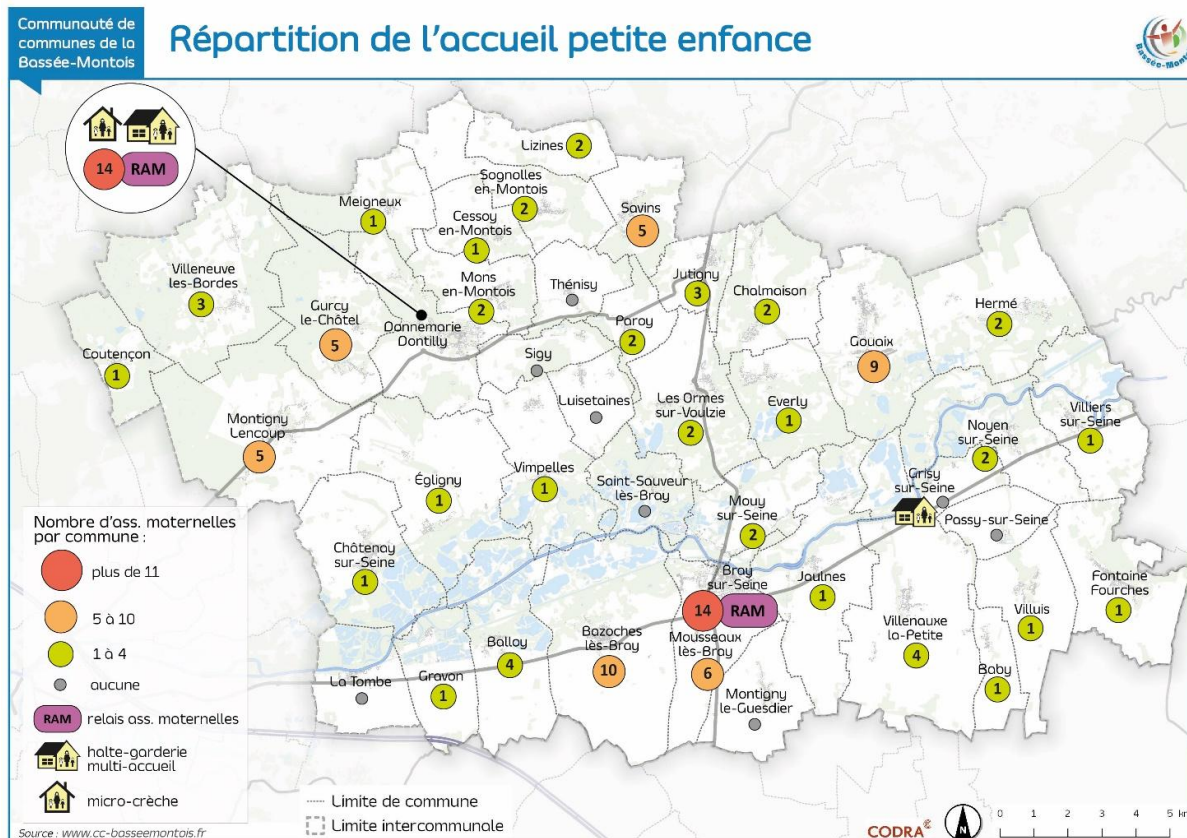 Communauté de
communes de la
Bassée-Montois
Répartition de l'accueil petite enfance
Bassée-Montois
14 RAM
Lizines 2
Sognolles
en-Montois
2
Meigneux
1
Cessoy
en-Montois
1
Savins
5
Villeneuve
les-Bordes
3
Gurcy
le-Châtel
5
Mons
en-Montois
2
Thénisy
Jutigny
3
Chalmaison
2
Hermé
2
Donnemarie
Dontilly
Paroy
2
Sigy
Gouaix
9
Coutençon
1
Luisetaines
Les Ormes
sur-Voulzie
2
Everly
1
Montigny
Lencoup
5
Noyen
sur-Seine
2
Villiers
sur-Seine
1
Égligny
1
Vimpelles
1
Saint-Sauveur
lès-Bray
Mouy
sur-Seine
2
Grisy
sur-Seine
Passy-sur-Seine
Châtenay
sur-Seine
1
Bray
sur-Seine
14 RAM
Jaulnes
1
Fontaine
Fourches
1
Villenauxe
la-Petite
4
Villuis
1
Balloy
4
Bazoches
lès-Bray
10
Mousseaux
lès-Bray
6
Baby
1
La Tombe
Gravon
1
Montigny
le-Guesdier
Nombre d'ass. maternelles
par commune :
plus de 11
5 à 10
1 à 4
aucune
RAM relais ass. maternelles
halte-garderie
multi-accueil
micro-crèche
Limite de commune
Limite intercommunale
Source : www.cc-basseemontois.fr
CODRA
N
0 1 2 3 4 5 km